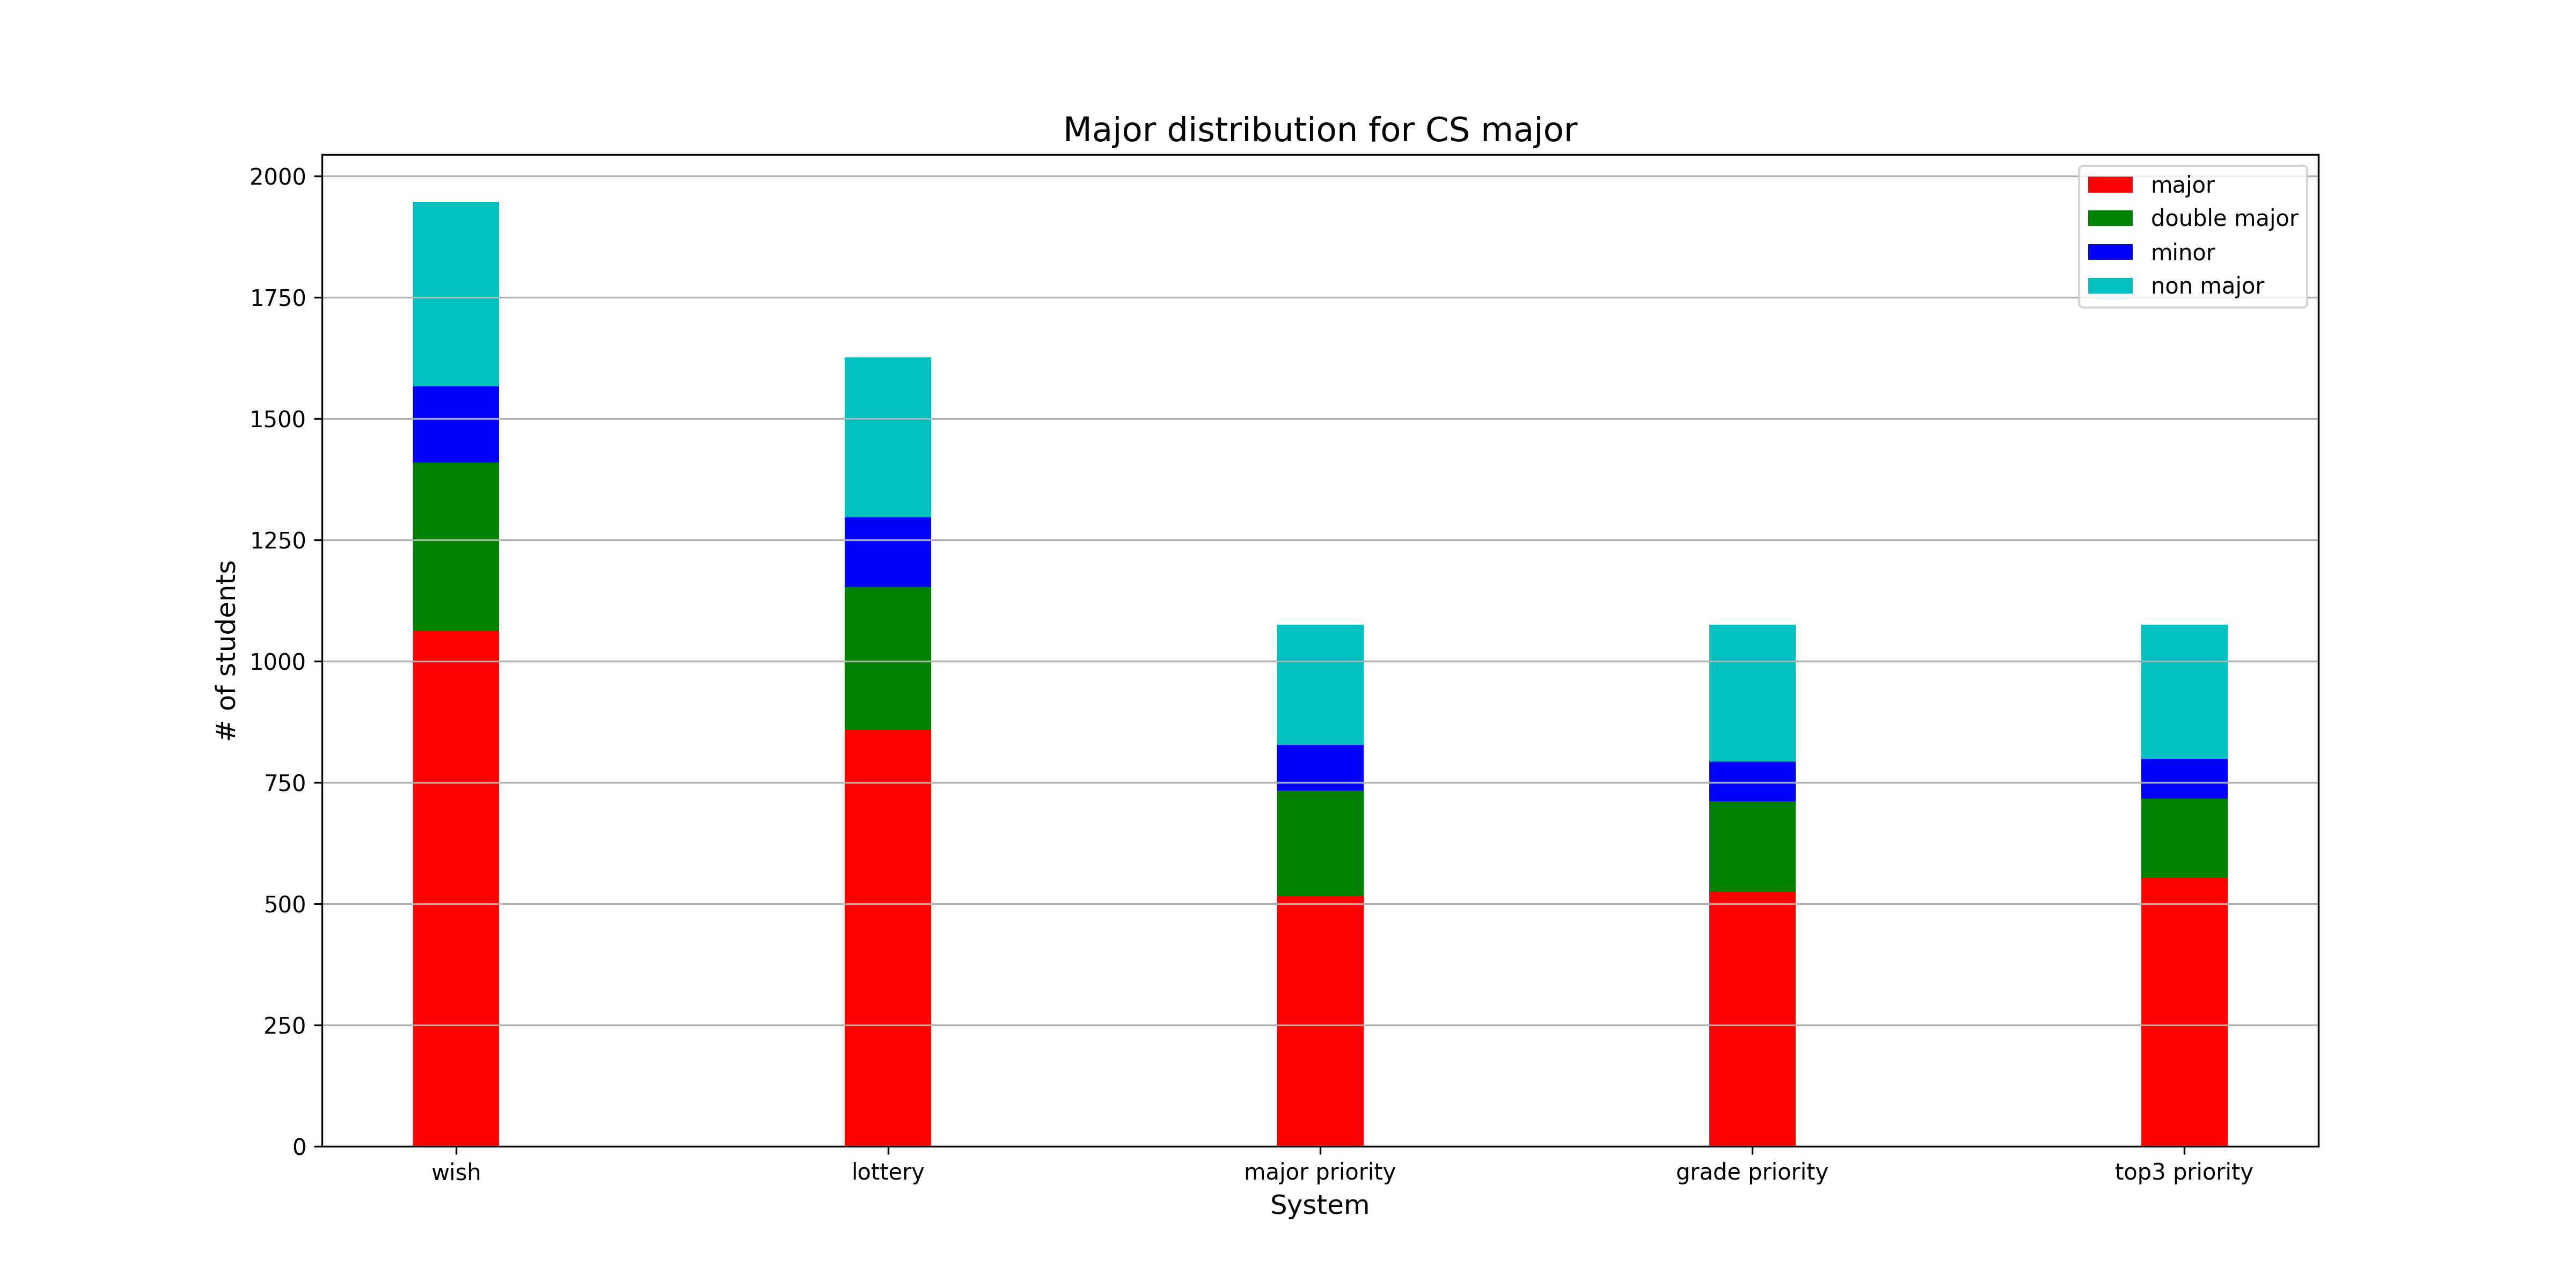 Major distribution for CS major
2000
1750
1500
1250
1000
750
500
250
0
# of students
major
double major
minor
non major
wish
lottery
major priority
grade priority
top3 priority
System